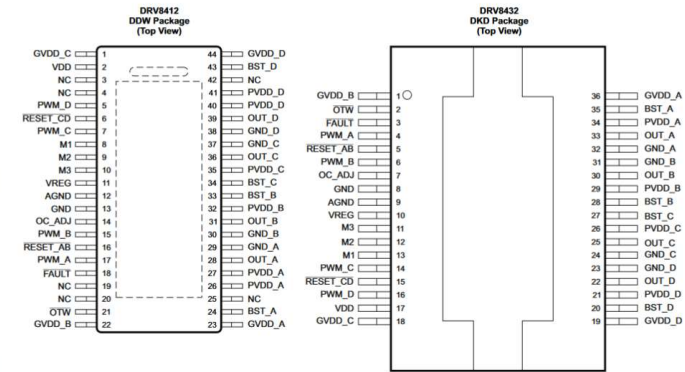 DRV8412
DDW Package
(Top View)
GVDD_C 1 44 GVDD_D
VDD 2 43 BST_D
NC 3 42 NC
NC 4 41 PVDD_D
PWM_D 5 40 PVDD_D
RESET_CD 6 39 OUT_D
PWM_C 7 38 GND_D
M1 8 37 GND_C
M2 9 36 OUT_C
M3 10 35 PVDD_C
VREG 11 34 BST_C
AGND 12 33 BST_B
GND 13 32 PVDD_B
OC_ADJ 14 31 OUT_B
PWM_B 15 30 GND_B
RESET_AB 16 29 GND_A
PWM_A 17 28 OUT_A
FAULT 18 27 PVDD_A
NC 19 26 PVDD_A
NC 20 25 NC
OTW 21 24 BST_A
GVDD_B 22 23 GVDD_A
DRV8432
DKD Package
(Top View)
GVDD_B 1 36 GVDD_A
OTW 2 35 BST_A
FAULT 3 34 PVDD_A
PWM_A 4 33 OUT_A
RESET_AB 5 32 GND_A
PWM_B 6 31 GND_B
OC_ADJ 7 30 OUT_B
GND 8 29 PVDD_B
AGND 9 28 BST_B
VREG 10 27 BST_C
M3 11 26 PVDD_C
M2 12 25 OUT_C
M1 13 24 GND_C
PWM_C 14 23 GND_D
RESET_CD 15 22 OUT_D
PWM_D 16 21 PVDD_D
VDD 17 20 BST_D
GVDD_C 18 19 GVDD_D